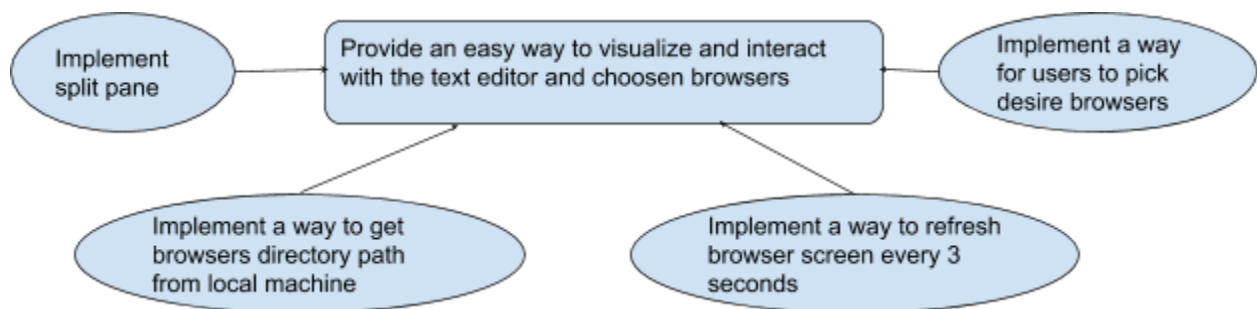 Implement
split pane
Provide an easy way to visualize and interact
with the text editor and choosen browsers
Implement a way
for users to pick
desire browsers
Implement a way to get
browsers directory path
from local machine
Implement a way to refresh
browser screen every 3
seconds